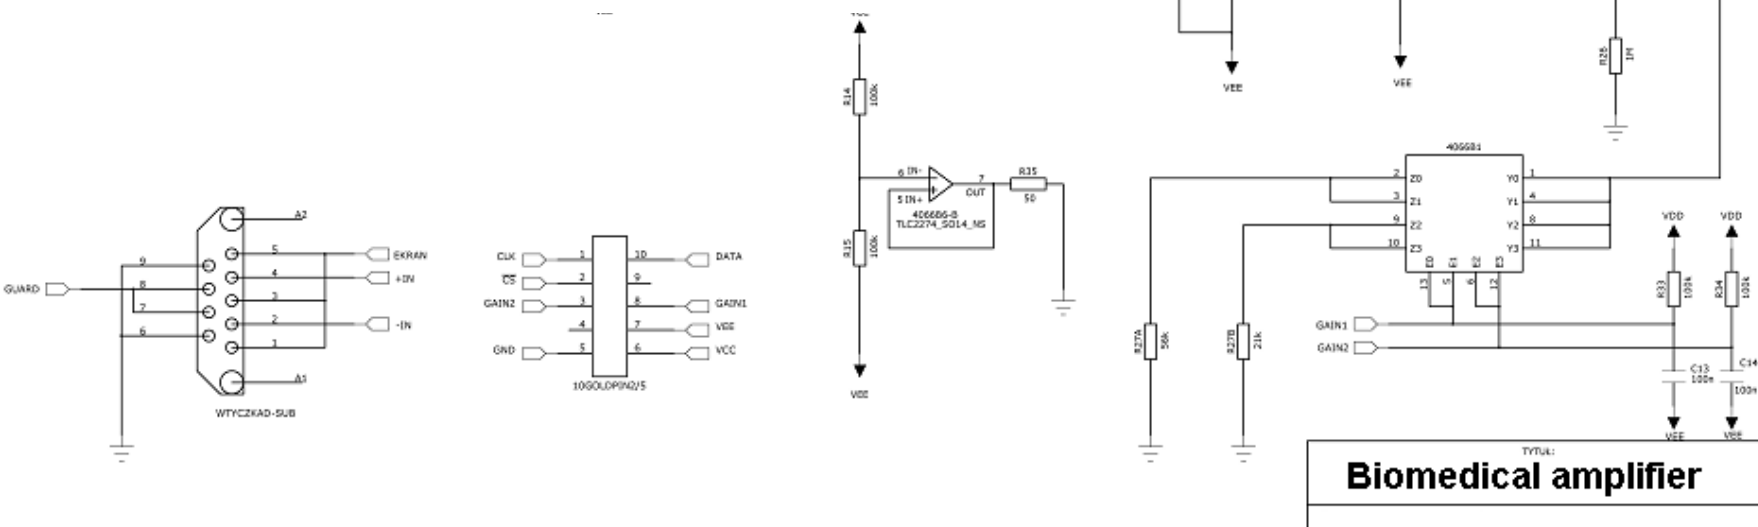 VEE
VEE
R26
1M
R14
100k
6 IN-
5 IN+
7
OUT
4066B6-B
TLC2274_SO14_NS
R35
50
R15
100k
VEE
A2
9
8
7
6
5
4
3
2
1
A1
GUARD
EKRAN
+IN
-IN
WTYCZKAD-SUB
CLK
CS
GAIN2
GND
1
2
3
4
5
10
9
8
7
6
DATA
GAIN1
VEE
VCC
10GOLDPIN2/5
4066B1
2
3
9
10
Z0
Z1
Z2
Z3
Y0
Y1
Y2
Y3
1
4
8
11
E0
E1
E2
E3
13
5
6
12
VDD
VDD
R33
100k
R34
100k
GAIN1
GAIN2
R27A
56k
R27B
21k
C13
100n
C14
100n
VEE
VEE
TYTUŁ:
Biomedical amplifier